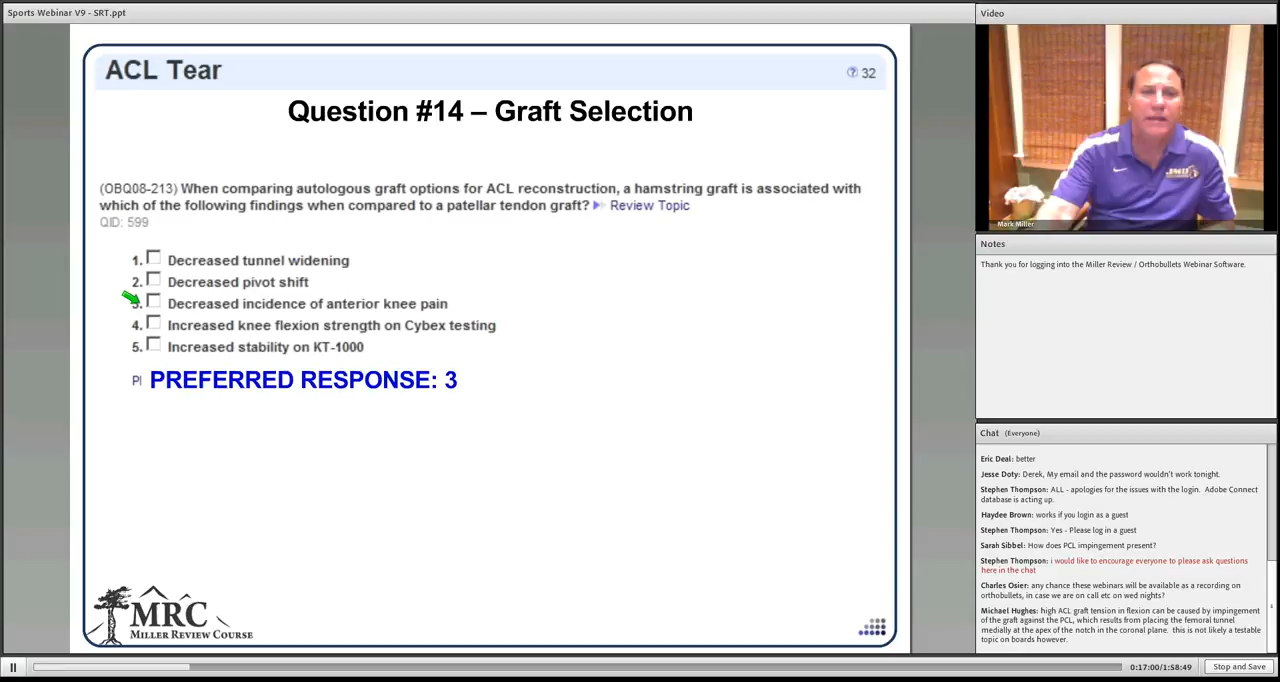 Sports Webinar V9 - SRT.ppt
ACL Tear
32
Question #14 – Graft Selection
(OBQ08-213) When comparing autologous graft options for ACL reconstruction, a hamstring graft is associated with
which of the following findings when compared to a patellar tendon graft? Review Topic
QID: 599
1. Decreased tunnel widening
2. Decreased pivot shift
3. Decreased incidence of anterior knee pain
4. Increased knee flexion strength on Cybex testing
5. Increased stability on KT-1000
PREFERRED RESPONSE: 3
MRC
MILLER REVIEW COURSE
Video
JMU
Mark Miller
Notes
Thank you for logging into the Miller Review / Orthobullets Webinar Software.
Chat (Everyone)
Eric Deal: better
Jesse Doty: Derek, My email and the password wouldn't work tonight.
Stephen Thompson: ALL - apologies for the issues with the login. Adobe Connect
database is acting up.
Haydee Brown: works if you login as a guest
Stephen Thompson: Yes - Please log in a guest
Sarah Sibbel: How does PCL impingement present?
Stephen Thompson: i would like to encourage everyone to please ask questions
here in the chat
Charles Osier: any chance these webinars will be available as a recording on
orthobullets, in case we are on call etc on wed nights?
Michael Hughes: high ACL graft tension in flexion can be caused by impingement
of the graft against the PCL, which results from placing the femoral tunnel
medially at the apex of the notch in the coronal plane. this is not likely a testable
topic on boards however.
0:17:00/1:58:49
Stop and Save